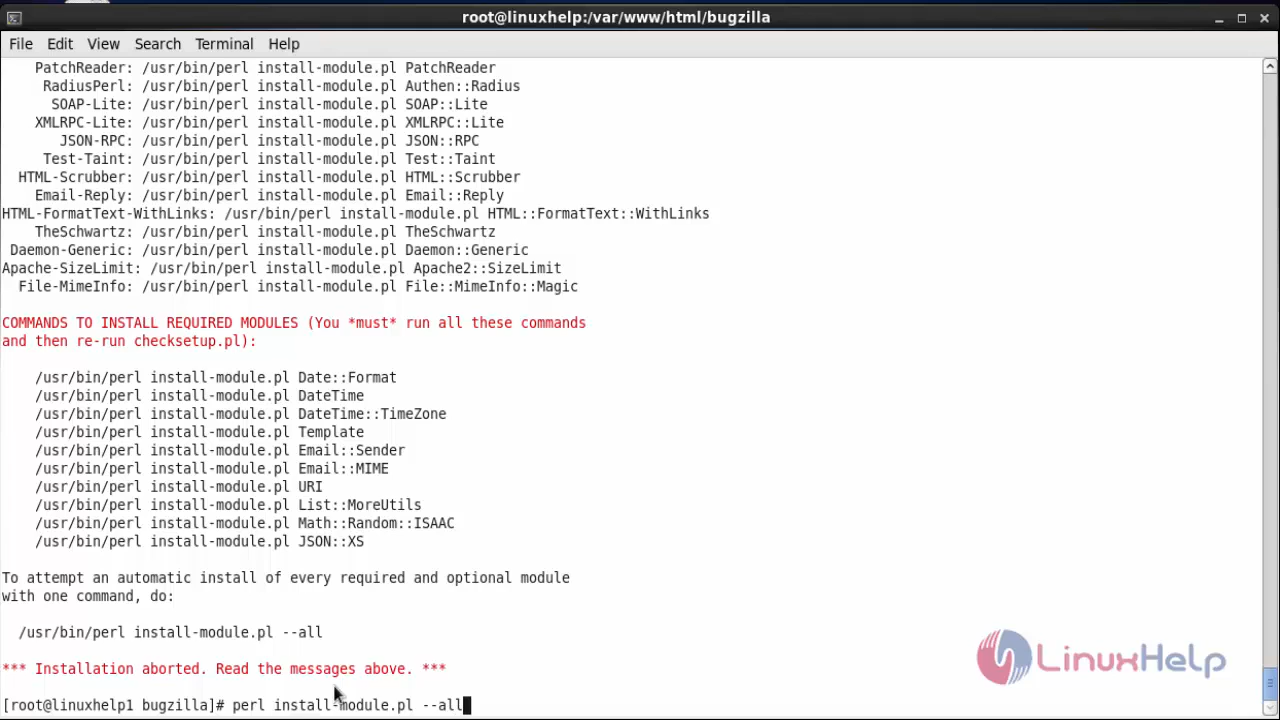 root@linuxhelp:/var/www/html/bugzilla
File Edit View Search Terminal Help
PatchReader: /usr/bin/perl install-module.pl PatchReader
RadiusPerl: /usr/bin/perl install-module.pl Authen::Radius
SOAP-Lite: /usr/bin/perl install-module.pl SOAP::Lite
XMLRPC-Lite: /usr/bin/perl install-module.pl XMLRPC::Lite
JSON-RPC: /usr/bin/perl install-module.pl JSON::RPC
Test-Taint: /usr/bin/perl install-module.pl Test::Taint
HTML-Scrubber: /usr/bin/perl install-module.pl HTML::Scrubber
Email-Reply: /usr/bin/perl install-module.pl Email::Reply
HTML-FormatText-WithLinks: /usr/bin/perl install-module.pl HTML::FormatText::WithLinks
TheSchwartz: /usr/bin/perl install-module.pl TheSchwartz
Daemon-Generic: /usr/bin/perl install-module.pl Daemon::Generic
Apache-SizeLimit: /usr/bin/perl install-module.pl Apache2::SizeLimit
File-MimeInfo: /usr/bin/perl install-module.pl File::MimeInfo::Magic
COMMANDS TO INSTALL REQUIRED MODULES (You *must* run all these commands
and then re-run checksetup.pl):
/usr/bin/perl install-module.pl Date::Format
/usr/bin/perl install-module.pl DateTime
/usr/bin/perl install-module.pl DateTime::TimeZone
/usr/bin/perl install-module.pl Template
/usr/bin/perl install-module.pl Email::Sender
/usr/bin/perl install-module.pl Email::MIME
/usr/bin/perl install-module.pl URI
/usr/bin/perl install-module.pl List::MoreUtils
/usr/bin/perl install-module.pl Math::Random::ISAAC
/usr/bin/perl install-module.pl JSON::XS
To attempt an automatic install of every required and optional module
with one command, do:
/usr/bin/perl install-module.pl --all
*** Installation aborted. Read the messages above. ***
LinuxHelp
[root@linuxhelp1 bugzilla]# perl install-module.pl --all